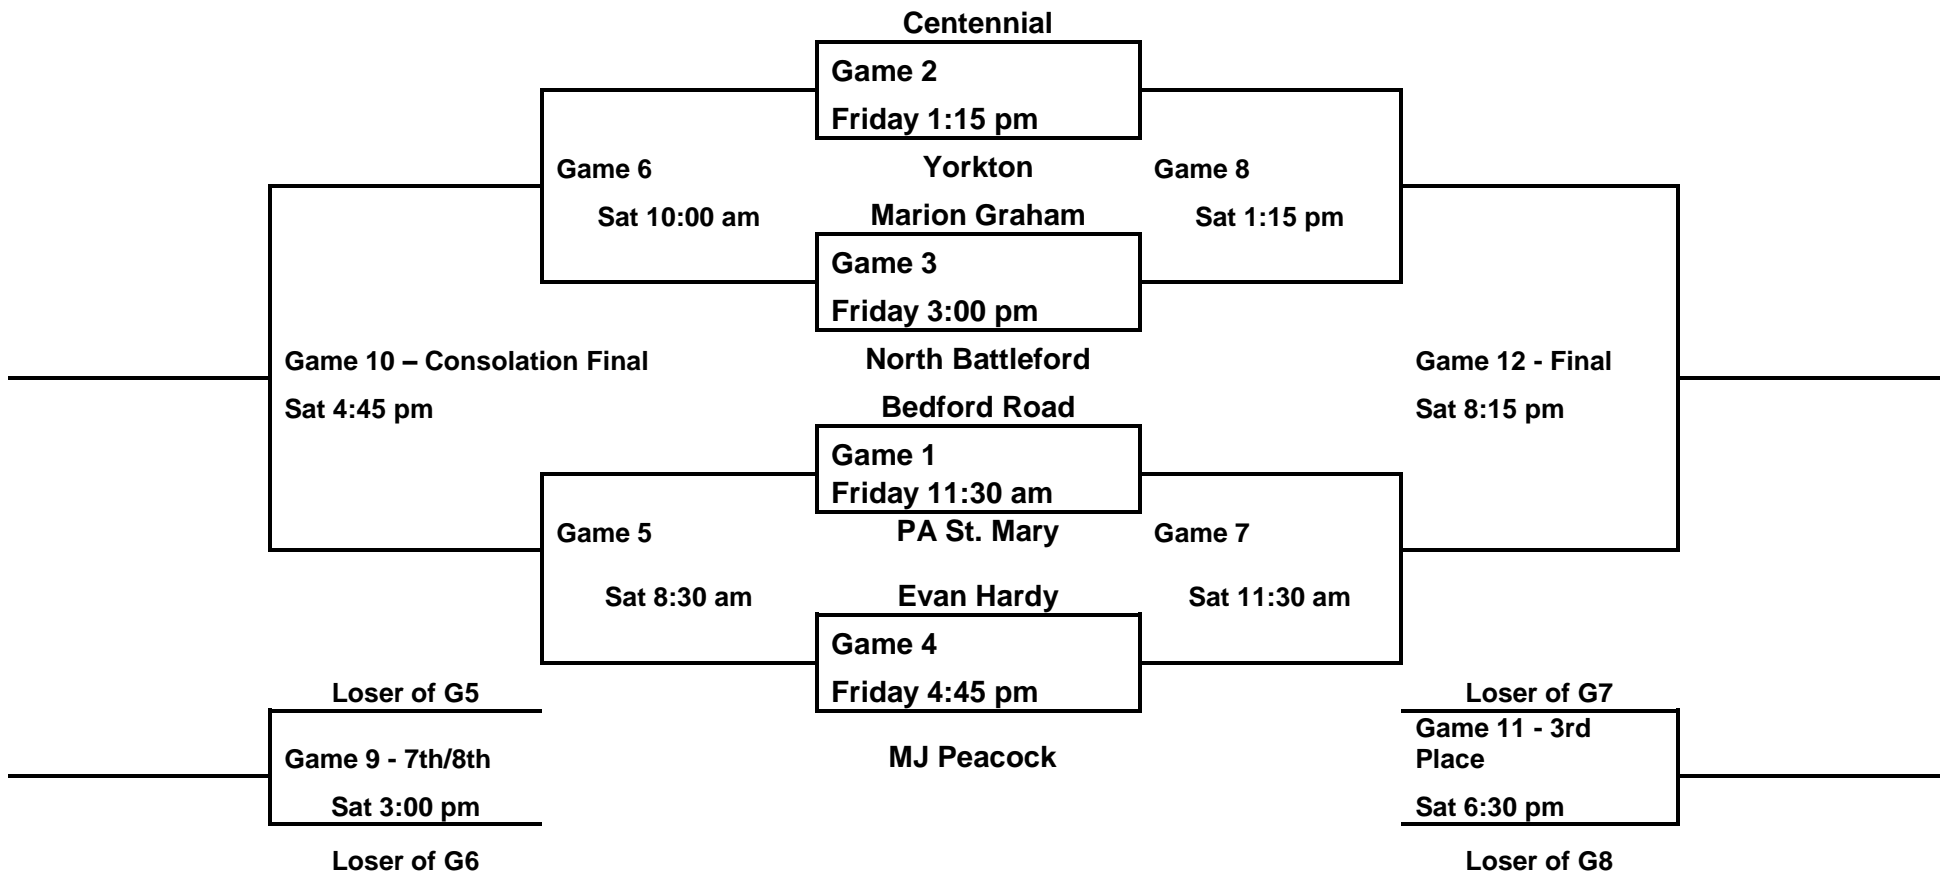 Centennial
Game 2
Friday 1:15 pm
Game 6
Yorkton
Game 8
Sat 10:00 am
Marion Graham
Sat 1:15 pm
Game 3
Friday 3:00 pm
Game 10 – Consolation Final
North Battleford
Game 12 - Final
Sat 4:45 pm
Bedford Road
Sat 8:15 pm
Game 1
Friday 11:30 am
Game 5
PA St. Mary
Game 7
Sat 8:30 am
Evan Hardy
Sat 11:30 am
Game 4
Loser of G5
Friday 4:45 pm
Loser of G7
Game 9 - 7th/8th
MJ Peacock
Game 11 - 3rd
Place
Sat 3:00 pm
Sat 6:30 pm
Loser of G6
Loser of G8